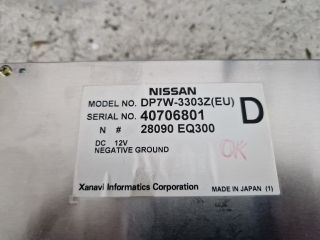 NISSAN
MODEL NO. DP7W-3303Z(EU)
SERIAL NO. 40706801 D
N # 28090 EQ300
DC 12V
NEGATIVE GROUND
OK
Xanavi Informatics Corporation MADE IN JAPAN (1)